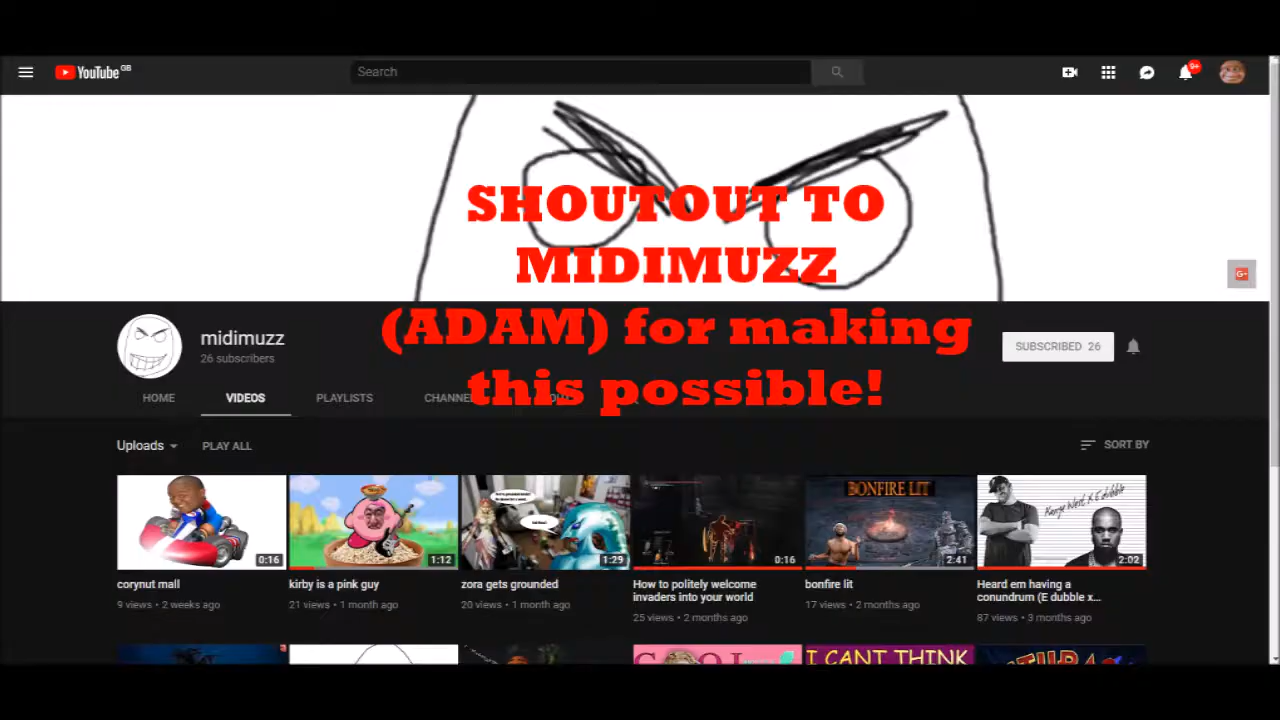 YouTube GB
Search
9+
SHOUTOUT TO
MIDIMUZZ
(ADAM) for making
this possible!
G+
midimuzz
26 subscribers
SUBSCRIBED 26
HOME
VIDEOS
PLAYLISTS
Uploads
PLAY ALL
SORT BY
BONFIRE LIT
Kanye West X E dubble
0:16
1:12
1:29
0:16
2:41
2:02
corynut mall
kirby is a pink guy
zora gets grounded
How to politely welcome
invaders into your world
bonfire lit
Heard em having a
conundrum (E dubble x...
9 views • 2 weeks ago
21 views • 1 month ago
20 views • 1 month ago
25 views • 2 months ago
17 views • 2 months ago
87 views • 3 months ago
I CANT THINK